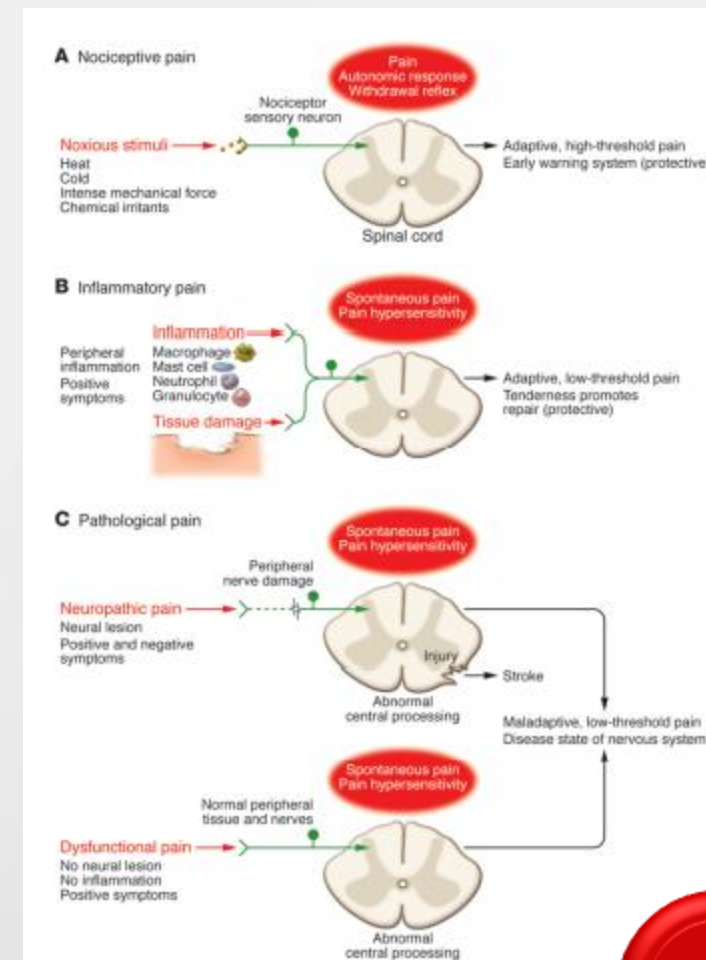 A Nociceptive pain
Pain
Autonomic response
Withdrawal reflex
Nociceptor
sensory neuron
Noxious stimuli
Heat
Cold
Intense mechanical force
Chemical irritants
Adaptive, high-threshold pain
Early warning system (protective
Spinal cord
B Inflammatory pain
Spontaneous pain
Pain hypersensitivity
Inflammation
Macrophage
Mast cell
Neutrophil
Granulocyte
Tissue damage
Peripheral
inflammation
Positive
symptoms
Adaptive, low-threshold pain
Tenderness promotes
repair (protective)
C Pathological pain
Spontaneous pain
Pain hypersensitivity
Peripheral
nerve damage
Neuropathic pain
Neural lesion
Positive and negative
symptoms
Injury
Stroke
Abnormal
central processing
Maladaptive, low-threshold pain
Disease state of nervous system
Spontaneous pain
Pain hypersensitivity
Normal peripheral
tissue and nerves
Dysfunctional pain
No neural lesion
No inflammation
Positive symptoms
Abnormal
central processing